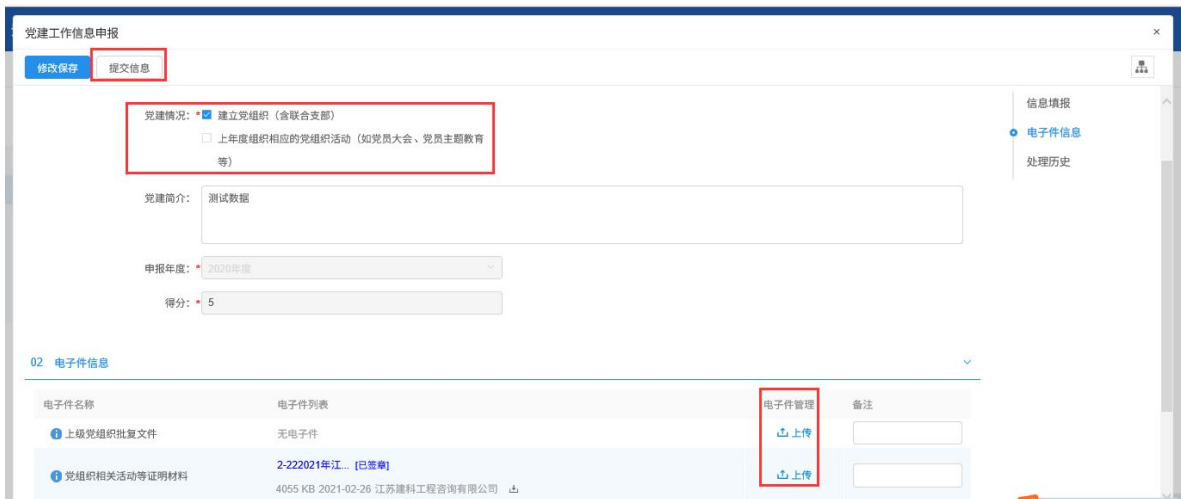 党建工作信息申报
×
修改保存 提交信息
党建情况：* 建立党组织（含联合支部）
上年度组织相应的党组织活动（如党员大会、党员主题教育
等）
信息填报
电子件信息
处理历史
党建简介： 测试数据
申报年度：* 2020年度
得分：* 5
02 电子件信息
电子件名称 电子件列表 电子件管理 备注
上级党组织批复文件 无电子件 上传
党组织相关活动等证明材料 2-222021年江... [已签章] 上传
4055 KB 2021-02-26 江苏建科工程咨询有限公司